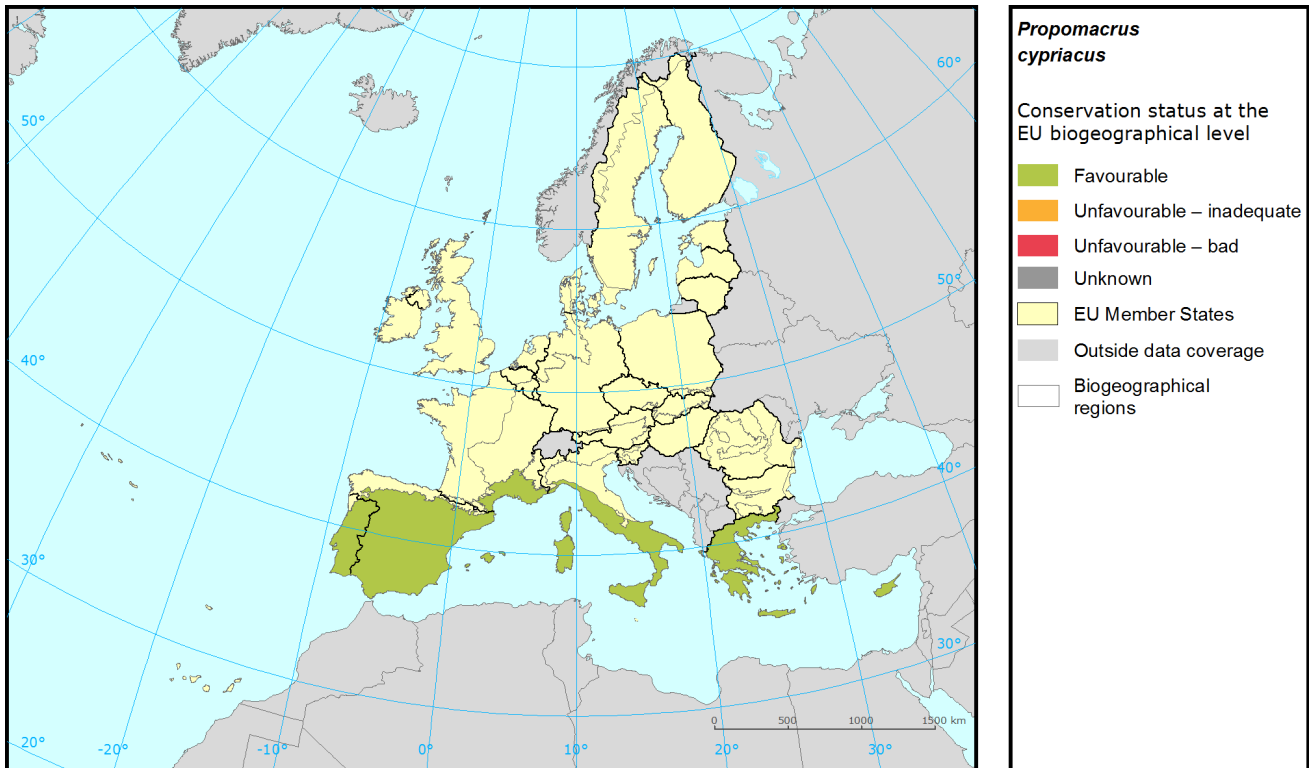 Propomacrus
cypriacus
Conservation status at the
EU biogeographical level
Favourable
Unfavourable – inadequate
Unfavourable – bad
Unknown
EU Member States
Outside data coverage
Biogeographical
regions
60°
50°
50°
40°
40°
30°
30°
20°
-20°
-10°
0°
10°
20°
30°
0
500
1000
1500 km